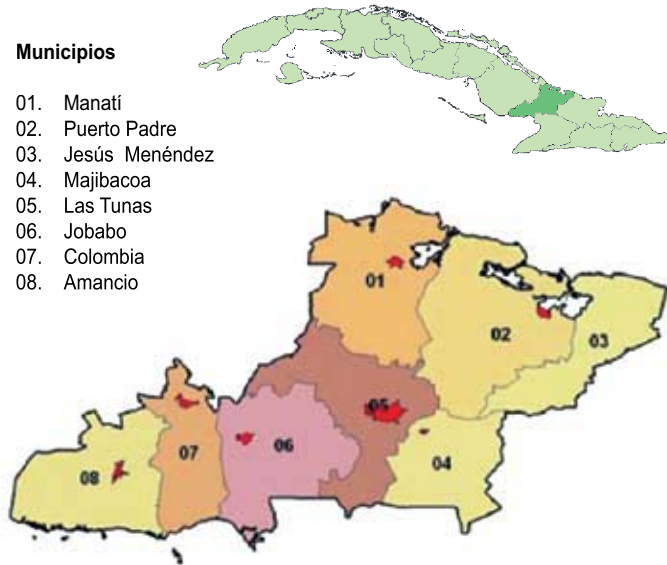 Municipios
01. Manatí
02. Puerto Padre
03. Jesús Menéndez
04. Majibacoa
05. Las Tunas
06. Jobabo
07. Colombia
08. Amancio
01
02
03
05
06
07
04
08